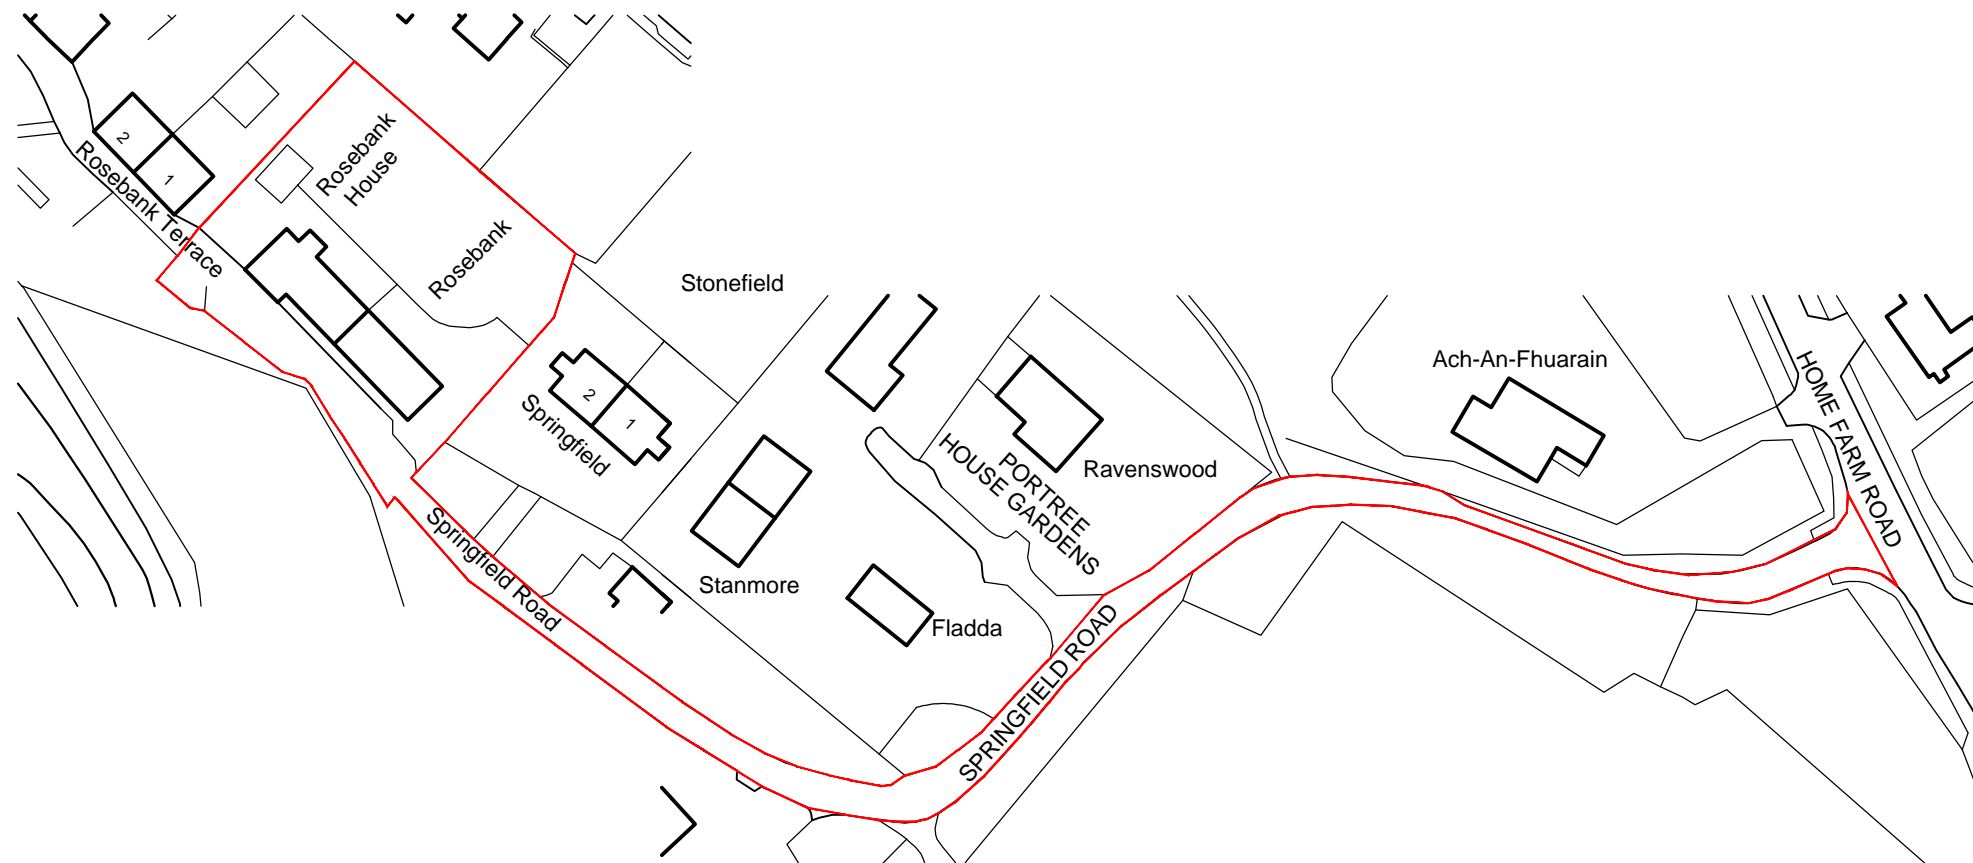 2
1
Rosebank Terrace
Rosebank
House
Rosebank
Stonefield
2
1
Springfield
Springfield Road
Stanmore
Fladda
PORTREE
HOUSE GARDENS
Ravenswood
SPRINGFIELD ROAD
Ach-An-Fhuarain
HOME FARM ROAD